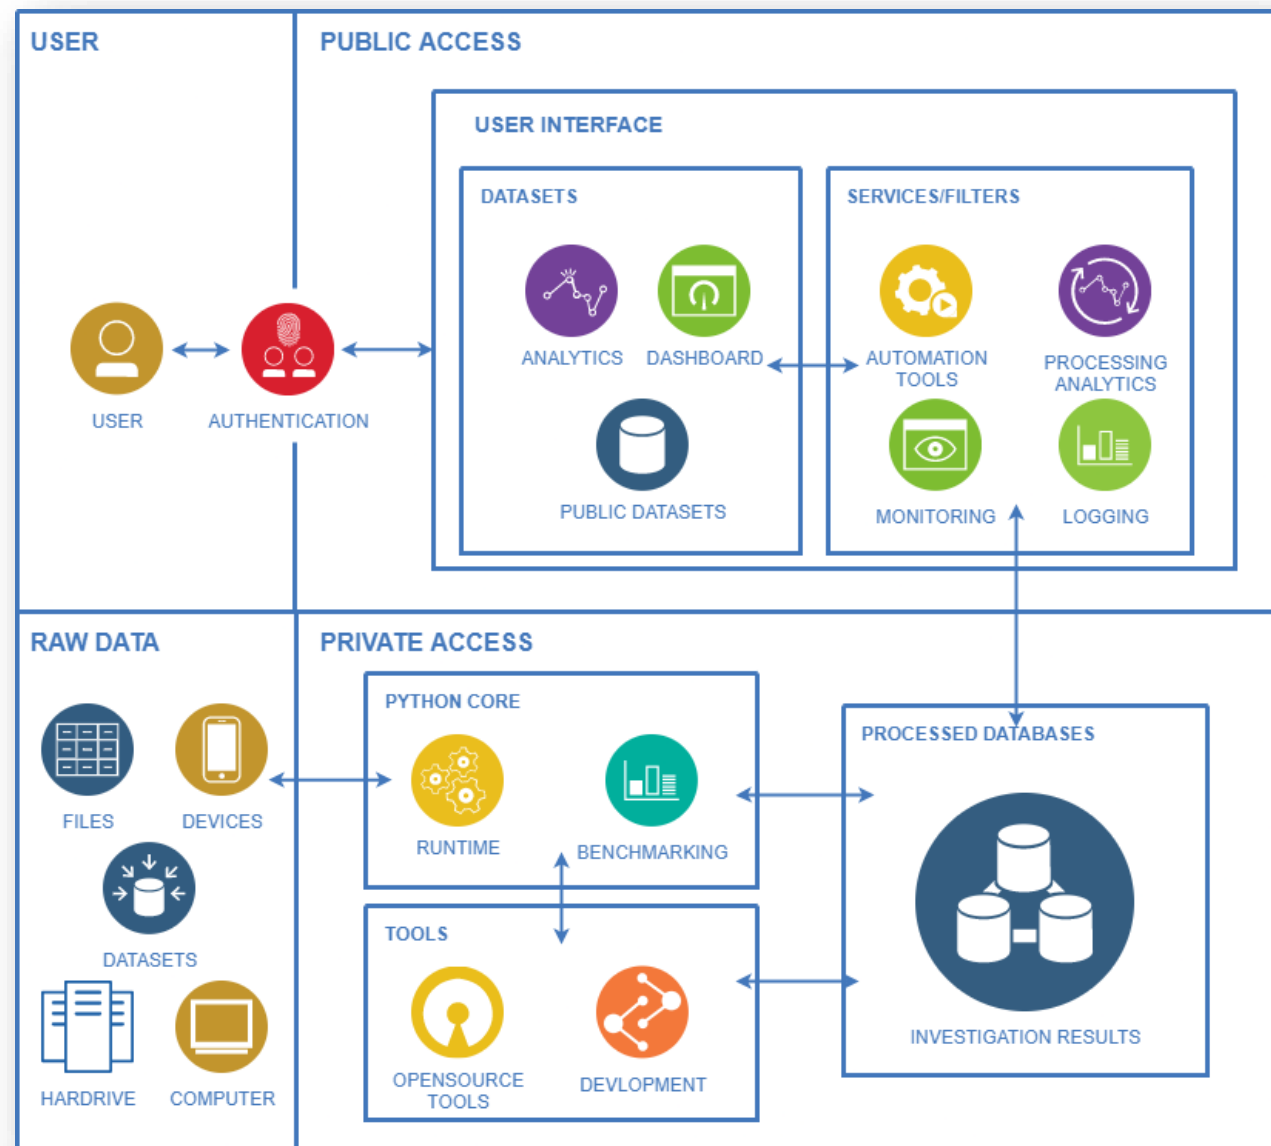 USER
PUBLIC ACCESS
USER INTERFACE
DATASETS
SERVICES/FILTERS
ANALYTICS
DASHBOARD
AUTOMATION
TOOLS
PROCESSING
ANALYTICS
USER
AUTHENTICATION
PUBLIC DATASETS
MONITORING
LOGGING
RAW DATA
PRIVATE ACCESS
PYTHON CORE
PROCESSED DATABASES
FILES
DEVICES
RUNTIME
BENCHMARKING
DATASETS
TOOLS
INVESTIGATION RESULTS
OPENSOURCE
TOOLS
DEVLOPMENT
HARDRIVE
COMPUTER